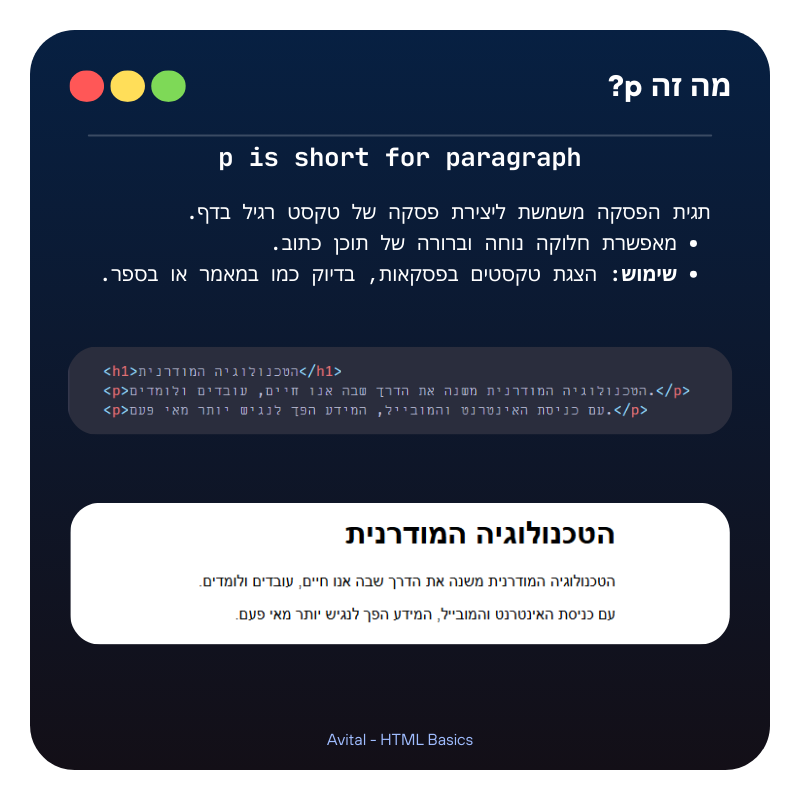 מה זה p?
p is short for paragraph
תגית הפסקה משמשת ליצירת פסקה של טקסט רגיל בדף.
• מאפשרת חלוקה נוחה וברורה של תוכן כתוב.
• שימוש: הצגת טקסטים בפסקאות, בדיוק כמו במאמר או בספר.
<h1>הטכנולוגיה המודרנית</h1>
<p>הטכנולוגיה המודרנית משנה את הדרך שבה אנו חיים, עובדים ולומדים.</p>
<p>עם כניסת האינטרנט והמובייל, המידע הפך לנגיש יותר מאי פעם.</p>
הטכנולוגיה המודרנית
הטכנולוגיה המודרנית משנה את הדרך שבה אנו חיים, עובדים ולומדים.
עם כניסת האינטרנט והמובייל, המידע הפך לנגיש יותר מאי פעם.
Avital - HTML Basics